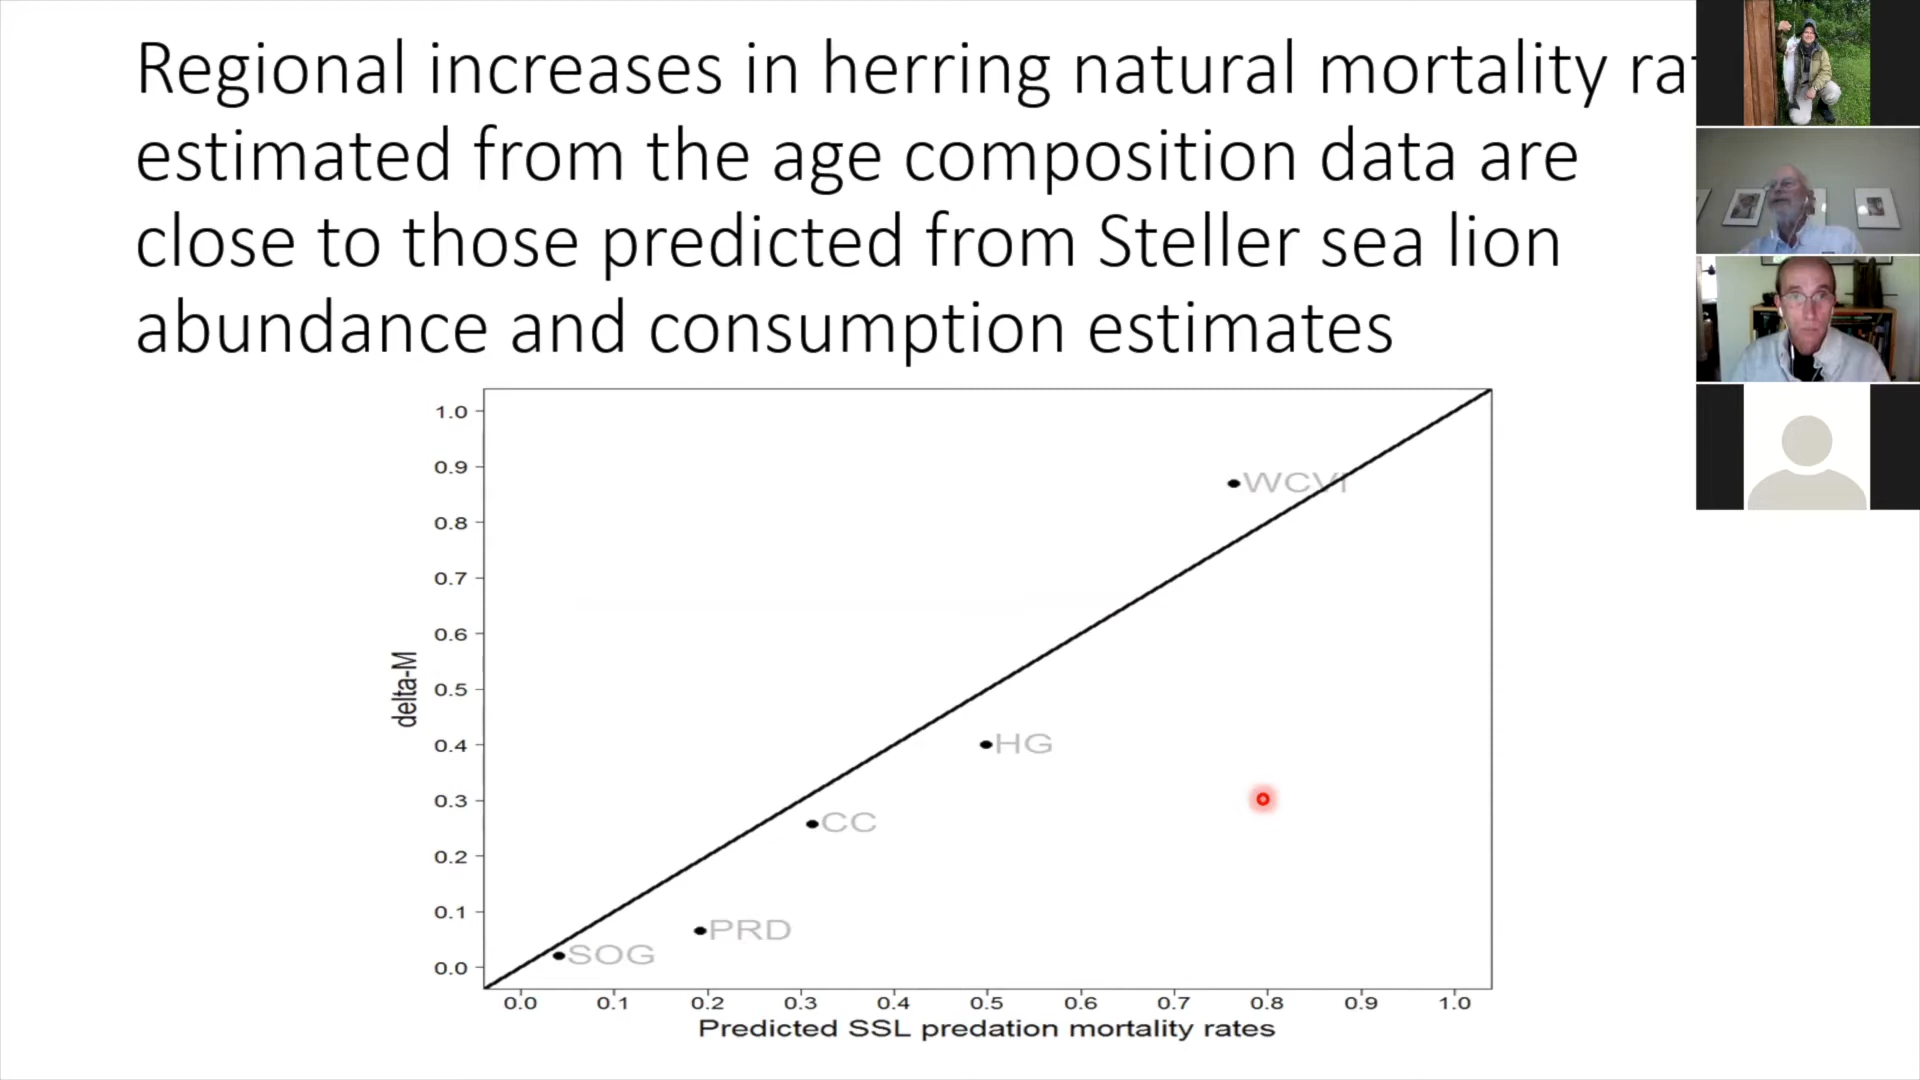 Regional increases in herring natural mortality ra
estimated from the age composition data are
close to those predicted from Steller sea lion
abundance and consumption estimates
1.0
0.9
0.8
0.7
0.6
0.5
0.4
0.3
0.2
0.1
0.0
delta-M
WCVI
HG
CC
PRD
SOG
0.0 0.1 0.2 0.3 0.4 0.5 0.6 0.7 0.8 0.9 1.0
Predicted SSL predation mortality rates